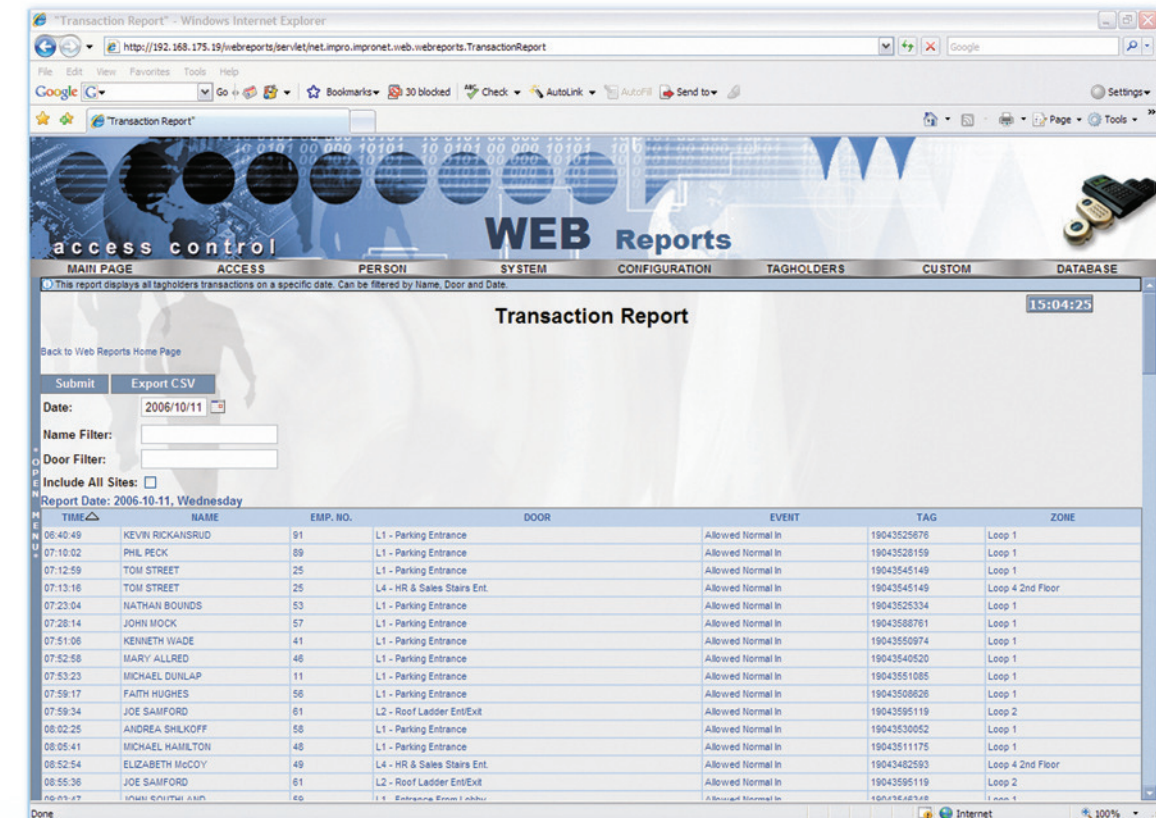 "Transaction Report" - Windows Internet Explorer
http://192.168.175.19/webreports/servlet/net.impro.impronet.web.webreports.TransactionReport Google
File Edit View Favorites Tools Help
Google G Go Bookmarks 30 blocked Check AutoLink AutoFill Send to Settings
"Transaction Report" Page Tools »
access control WEB Reports
MAIN PAGE ACCESS PERSON SYSTEM CONFIGURATION TAGHOLDERS CUSTOM DATABASE
This report displays all tagholders transactions on a specific date. Can be filtered by Name, Door and Date.
15:04:25
Transaction Report
Back to Web Reports Home Page
Submit Export CSV
Date: 2006/10/11
Name Filter:
Door Filter:
Include All Sites:
* OPEN MENU *
Report Date: 2006-10-11, Wednesday
TIME NAME EMP. NO. DOOR EVENT TAG ZONE
06:40:49 KEVIN RICKANSRUD 91 L1 - Parking Entrance Allowed Normal In 19043525676 Loop 1
07:10:02 PHIL PECK 89 L1 - Parking Entrance Allowed Normal In 19043528159 Loop 1
07:12:59 TOM STREET 25 L1 - Parking Entrance Allowed Normal In 19043545149 Loop 1
07:13:16 TOM STREET 25 L4 - HR & Sales Stairs Ent. Allowed Normal In 19043545149 Loop 4 2nd Floor
07:23:04 NATHAN BOUNDS 53 L1 - Parking Entrance Allowed Normal In 19043525334 Loop 1
07:28:14 JOHN MOCK 57 L1 - Parking Entrance Allowed Normal In 19043588761 Loop 1
07:51:06 KENNETH WADE 41 L1 - Parking Entrance Allowed Normal In 19043550974 Loop 1
07:52:58 MARY ALLRED 46 L1 - Parking Entrance Allowed Normal In 19043540520 Loop 1
07:53:23 MICHAEL DUNLAP 11 L1 - Parking Entrance Allowed Normal In 19043551085 Loop 1
07:59:17 FAITH HUGHES 56 L1 - Parking Entrance Allowed Normal In 19043508626 Loop 1
07:59:34 JOE SAMFORD 61 L2 - Roof Ladder Ent/Exit Allowed Normal In 19043595119 Loop 2
08:02:25 ANDREA SHILKOFF 58 L1 - Parking Entrance Allowed Normal In 19043530052 Loop 1
08:05:41 MICHAEL HAMILTON 48 L1 - Parking Entrance Allowed Normal In 19043511175 Loop 1
08:52:54 ELIZABETH McCOY 49 L4 - HR & Sales Stairs Ent. Allowed Normal In 19043482593 Loop 4 2nd Floor
08:55:36 JOE SAMFORD 61 L2 - Roof Ladder Ent/Exit Allowed Normal In 19043595119 Loop 2
09:03:47 JOHN SOUTHLAND L1 - Entrance From Lobby Allowed Normal In Loop 1
Done Internet 100%